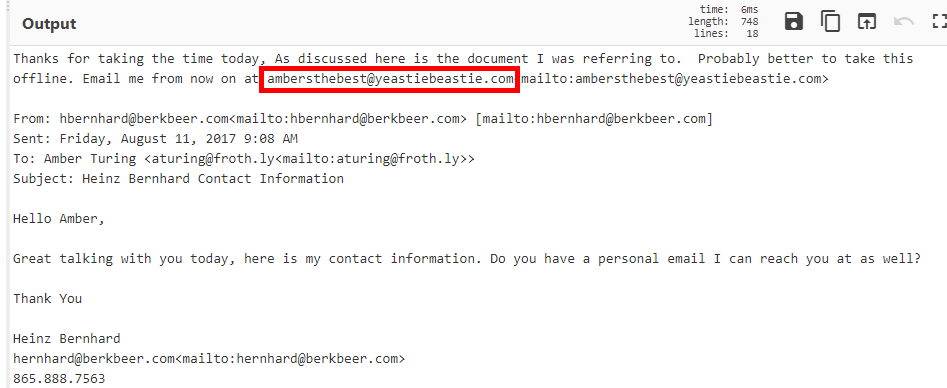 Output
time: 6ms
length: 748
lines: 18
Thanks for taking the time today, As discussed here is the document I was referring to.  Probably better to take this
offline. Email me from now on at ambersthebest@yeastiebeastie.com<mailto:ambersthebest@yeastiebeastie.com>
From: hbernhard@berkbeer.com<mailto:hbernhard@berkbeer.com> [mailto:hbernhard@berkbeer.com]
Sent: Friday, August 11, 2017 9:08 AM
To: Amber Turing <aturing@froth.ly<mailto:aturing@froth.ly>>
Subject: Heinz Bernhard Contact Information
Hello Amber,
Great talking with you today, here is my contact information. Do you have a personal email I can reach you at as well?
Thank You
Heinz Bernhard
hernhard@berkbeer.com<mailto:hernhard@berkbeer.com>
865.888.7563